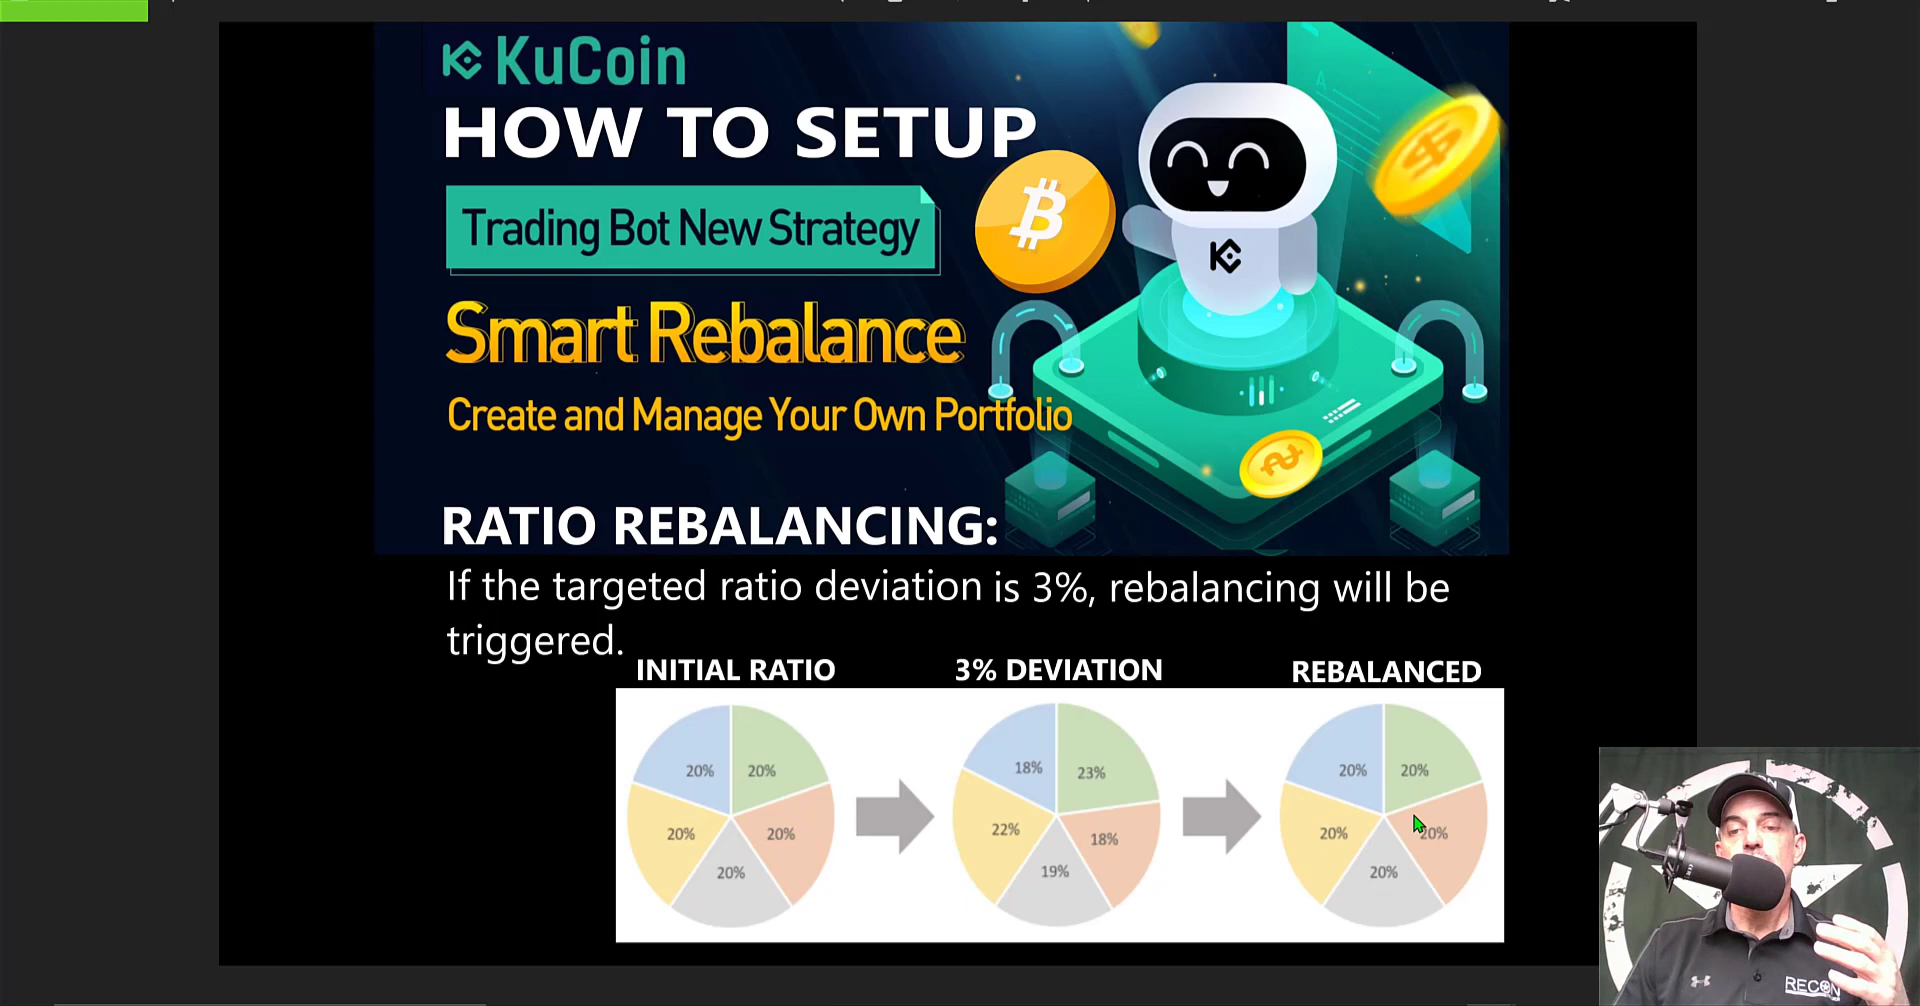 KuCoin
HOW TO SETUP
Trading Bot New Strategy
Smart Rebalance
Create and Manage Your Own Portfolio
RATIO REBALANCING:
If the targeted ratio deviation is 3%, rebalancing will be
triggered.
INITIAL RATIO
3% DEVIATION
REBALANCED
20% 20%
20% 20%
20%
18% 23%
22% 18%
19%
20% 20%
20% 20%
20%
RECON